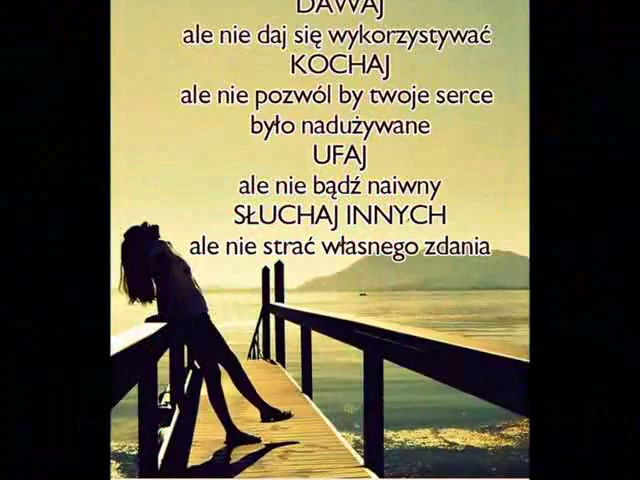 DAWAJ
ale nie daj się wykorzystywać
KOCHAJ
ale nie pozwól by twoje serce
było nadużywane
UFAJ
ale nie bądź naiwny
SŁUCHAJ INNYCH
ale nie strać własnego zdania